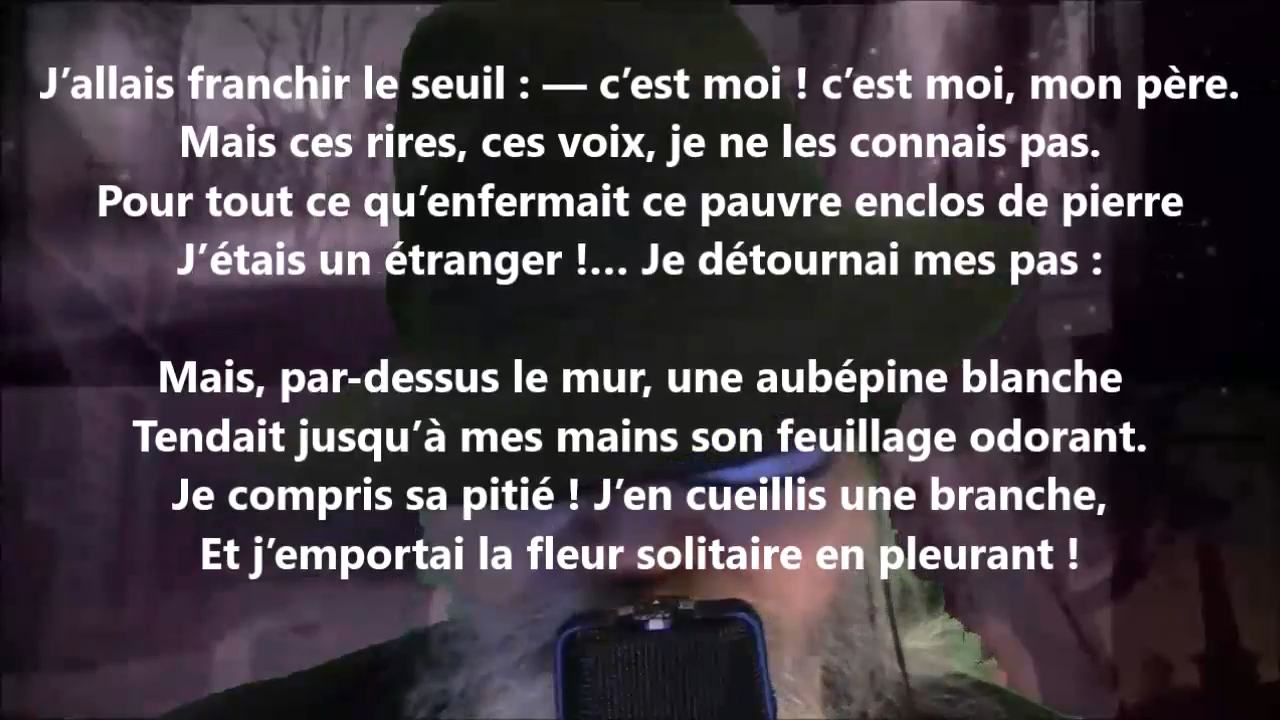 J’allais franchir le seuil : — c’est moi ! c’est moi, mon père.
Mais ces rires, ces voix, je ne les connais pas.
Pour tout ce qu’enfermait ce pauvre enclos de pierre
J’étais un étranger !… Je détournai mes pas :
Mais, par-dessus le mur, une aubépine blanche
Tendait jusqu’à mes mains son feuillage odorant.
Je compris sa pitié ! J’en cueillis une branche,
Et j’emportai la fleur solitaire en pleurant !